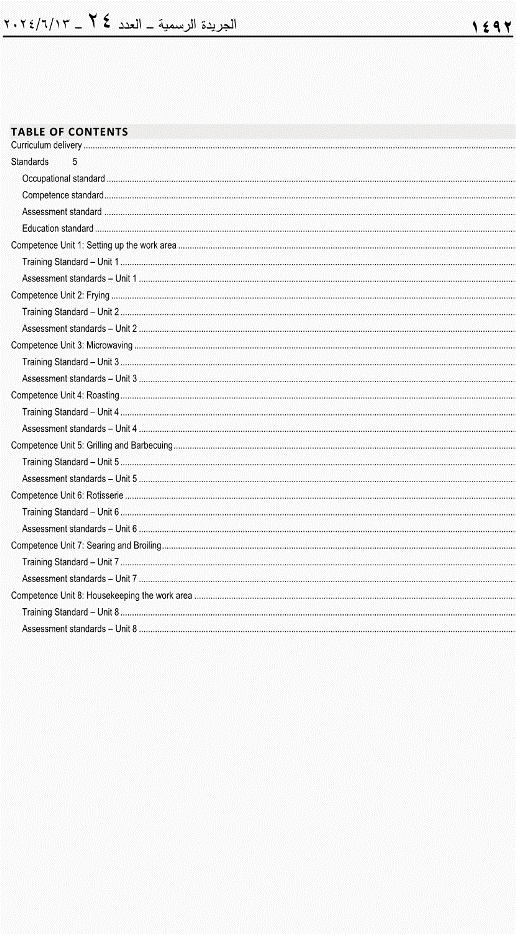 ١٤٩٢ الجريدة الرسمية ــ العدد ٢٤ ــ ٢٠٢٤/٦/١٣
TABLE OF CONTENTS
Curriculum delivery
Standards 5
Occupational standard
Competence standard
Assessment standard
Education standard
Competence Unit 1: Setting up the work area
Training Standard – Unit 1
Assessment standards – Unit 1
Competence Unit 2: Frying
Training Standard – Unit 2
Assessment standards – Unit 2
Competence Unit 3: Microwaving
Training Standard – Unit 3
Assessment standards – Unit 3
Competence Unit 4: Roasting
Training Standard – Unit 4
Assessment standards – Unit 4
Competence Unit 5: Grilling and Barbecuing
Training Standard – Unit 5
Assessment standards – Unit 5
Competence Unit 6: Rotisserie
Training Standard – Unit 6
Assessment standards – Unit 6
Competence Unit 7: Searing and Broiling
Training Standard – Unit 7
Assessment standards – Unit 7
Competence Unit 8: Housekeeping the work area
Training Standard – Unit 8
Assessment standards – Unit 8